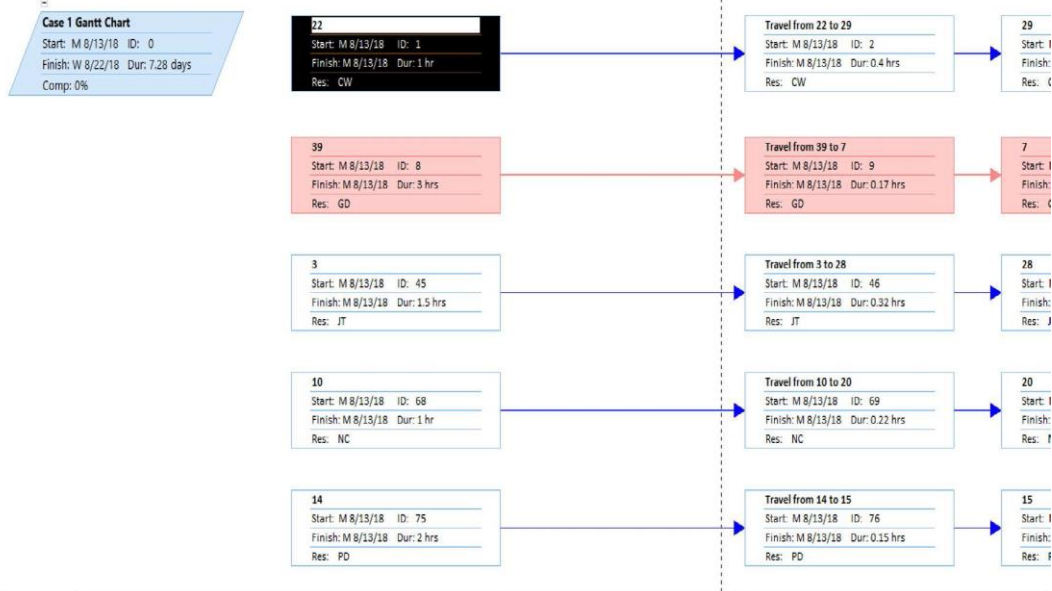 Case 1 Gantt Chart
Start: M 8/13/18 ID: 0
Finish: W 8/22/18 Dur: 7.28 days
Comp: 0%
22
Start: M 8/13/18 ID: 1
Finish: M 8/13/18 Dur: 1 hr
Res: CW
Travel from 22 to 29
Start: M 8/13/18 ID: 2
Finish: M 8/13/18 Dur: 0.4 hrs
Res: CW
29
Start:
Finish:
Res:
39
Start: M 8/13/18 ID: 8
Finish: M 8/13/18 Dur: 3 hrs
Res: GD
Travel from 39 to 7
Start: M 8/13/18 ID: 9
Finish: M 8/13/18 Dur: 0.17 hrs
Res: GD
7
Start:
Finish:
Res:
3
Start: M 8/13/18 ID: 45
Finish: M 8/13/18 Dur: 1.5 hrs
Res: JT
Travel from 3 to 28
Start: M 8/13/18 ID: 46
Finish: M 8/13/18 Dur: 0.32 hrs
Res: JT
28
Start:
Finish:
Res:
10
Start: M 8/13/18 ID: 68
Finish: M 8/13/18 Dur: 1 hr
Res: NC
Travel from 10 to 20
Start: M 8/13/18 ID: 69
Finish: M 8/13/18 Dur: 0.22 hrs
Res: NC
20
Start:
Finish:
Res:
14
Start: M 8/13/18 ID: 75
Finish: M 8/13/18 Dur: 2 hrs
Res: PD
Travel from 14 to 15
Start: M 8/13/18 ID: 76
Finish: M 8/13/18 Dur: 0.15 hrs
Res: PD
15
Start:
Finish:
Res: